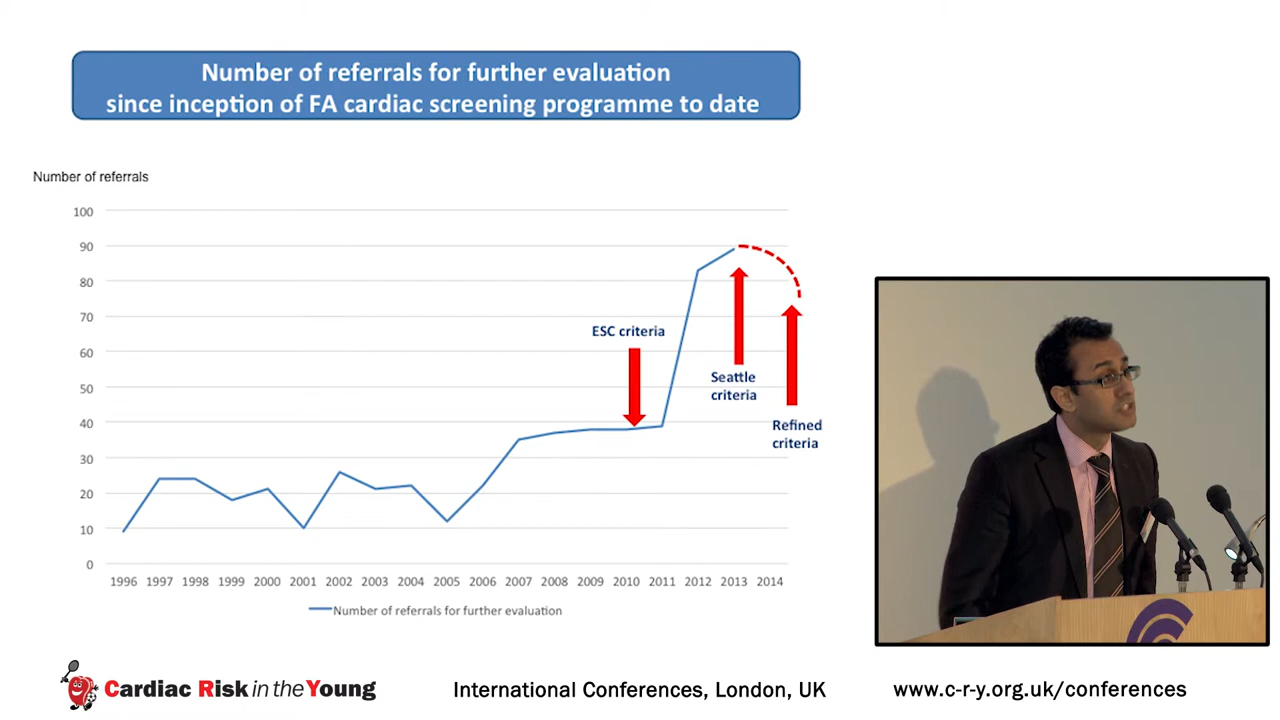 Number of referrals for further evaluation
since inception of FA cardiac screening programme to date
Number of referrals
100
90
80
70
60
50
40
30
20
10
0
ESC criteria
Seattle
criteria
Refined
criteria
1996 1997 1998 1999 2000 2001 2002 2003 2004 2005 2006 2007 2008 2009 2010 2011 2012 2013 2014
Number of referrals for further evaluation
Cardiac Risk in the Young
International Conferences, London, UK
www.c-r-y.org.uk/conferences